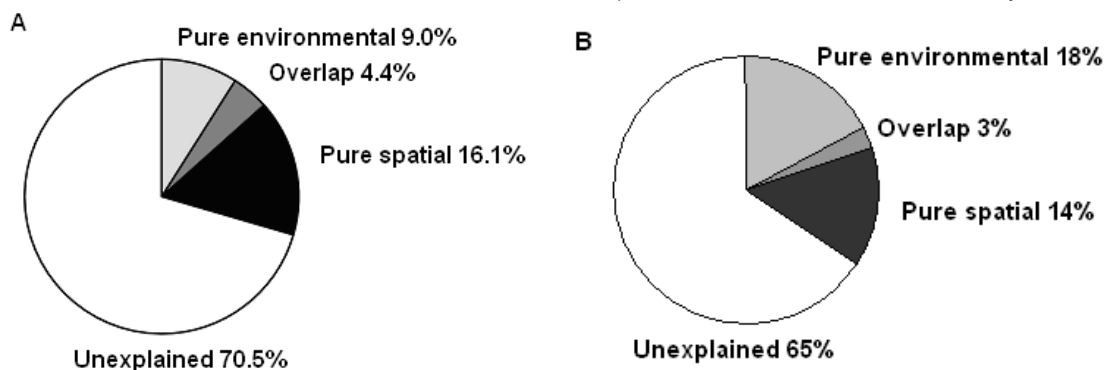 A
Pure environmental 9.0%
Overlap 4.4%
Pure spatial 16.1%
Unexplained 70.5%
B
Pure environmental 18%
Overlap 3%
Pure spatial 14%
Unexplained 65%